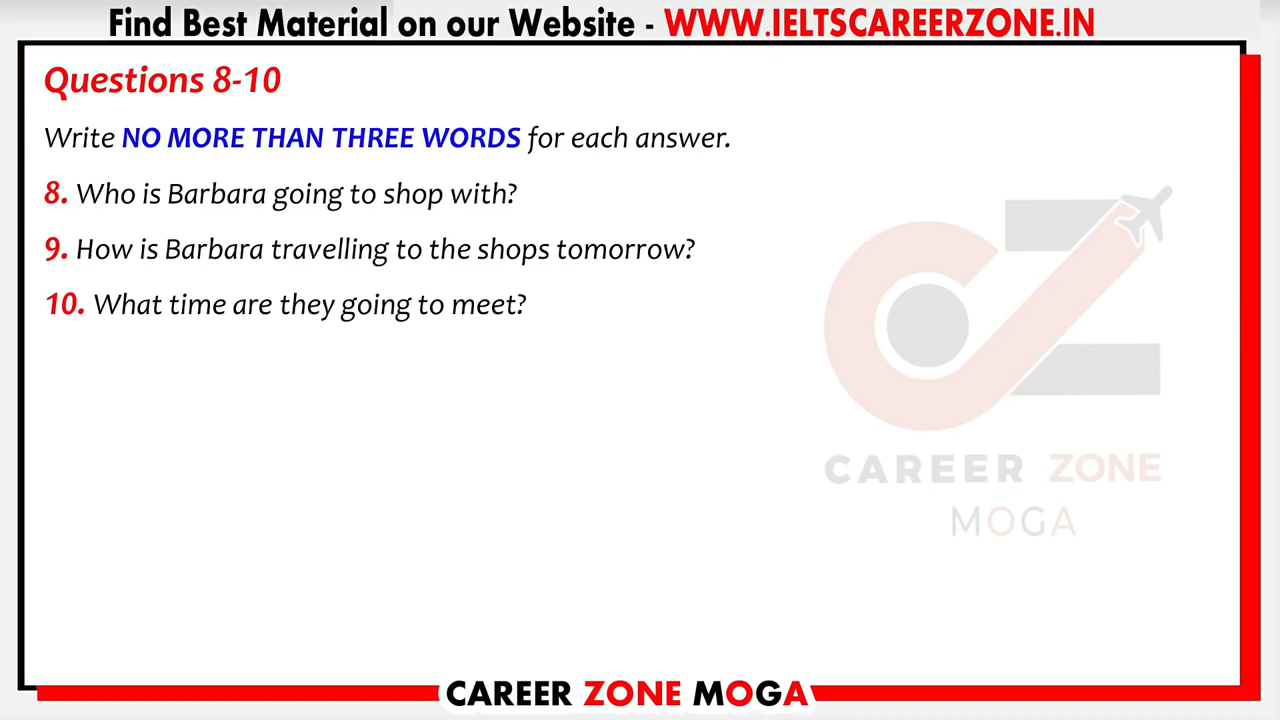 Find Best Material on our Website - WWW.IELTSCAREERZONE.IN
Questions 8-10
Write NO MORE THAN THREE WORDS for each answer.
8. Who is Barbara going to shop with?
9. How is Barbara travelling to the shops tomorrow?
10. What time are they going to meet?
CAREER ZONE
MOGA
CAREER ZONE MOGA